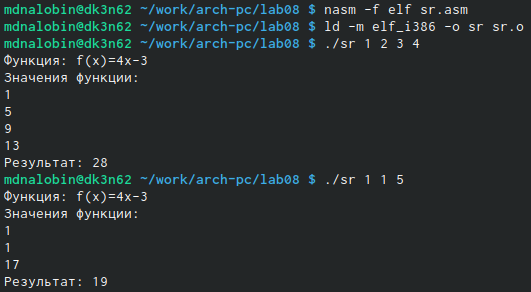 mdnalobin@dk3n62 ~/work/arch-pc/lab08 $ nasm -f elf sr.asm
mdnalobin@dk3n62 ~/work/arch-pc/lab08 $ ld -m elf_i386 -o sr sr.o
mdnalobin@dk3n62 ~/work/arch-pc/lab08 $ ./sr 1 2 3 4
Функция: f(x)=4x-3
Значения функции:
1
5
9
13
Результат: 28
mdnalobin@dk3n62 ~/work/arch-pc/lab08 $ ./sr 1 1 5
Функция: f(x)=4x-3
Значения функции:
1
1
17
Результат: 19